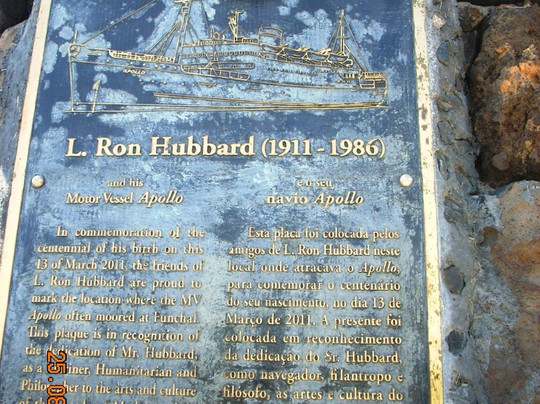 APOLLO
L. Ron Hubbard (1911 - 1986)
and his
Motor Vessel Apollo
In commemoration of the
centennial of his birth on this
13 of March 2011, the friends of
L. Ron Hubbard are proud to
mark the location where the MV
Apollo often moored at Funchal.
This plaque is in recognition of
the dedication of Mr. Hubbard,
as a Humanitarian and
Philosopher to the arts and culture
of the
e o seu
navio Apollo
Esta placa foi colocada pelos
amigos de L. Ron Hubbard neste
local onde atracava o Apollo,
para comemorar o centenário
do seu nascimento, no dia 13 de
Março de 2011. A presente foi
colocada em reconhecimento
da dedicação do Sr. Hubbard,
como navegador, filantropo e
filósofo, às artes e cultura do
25.08